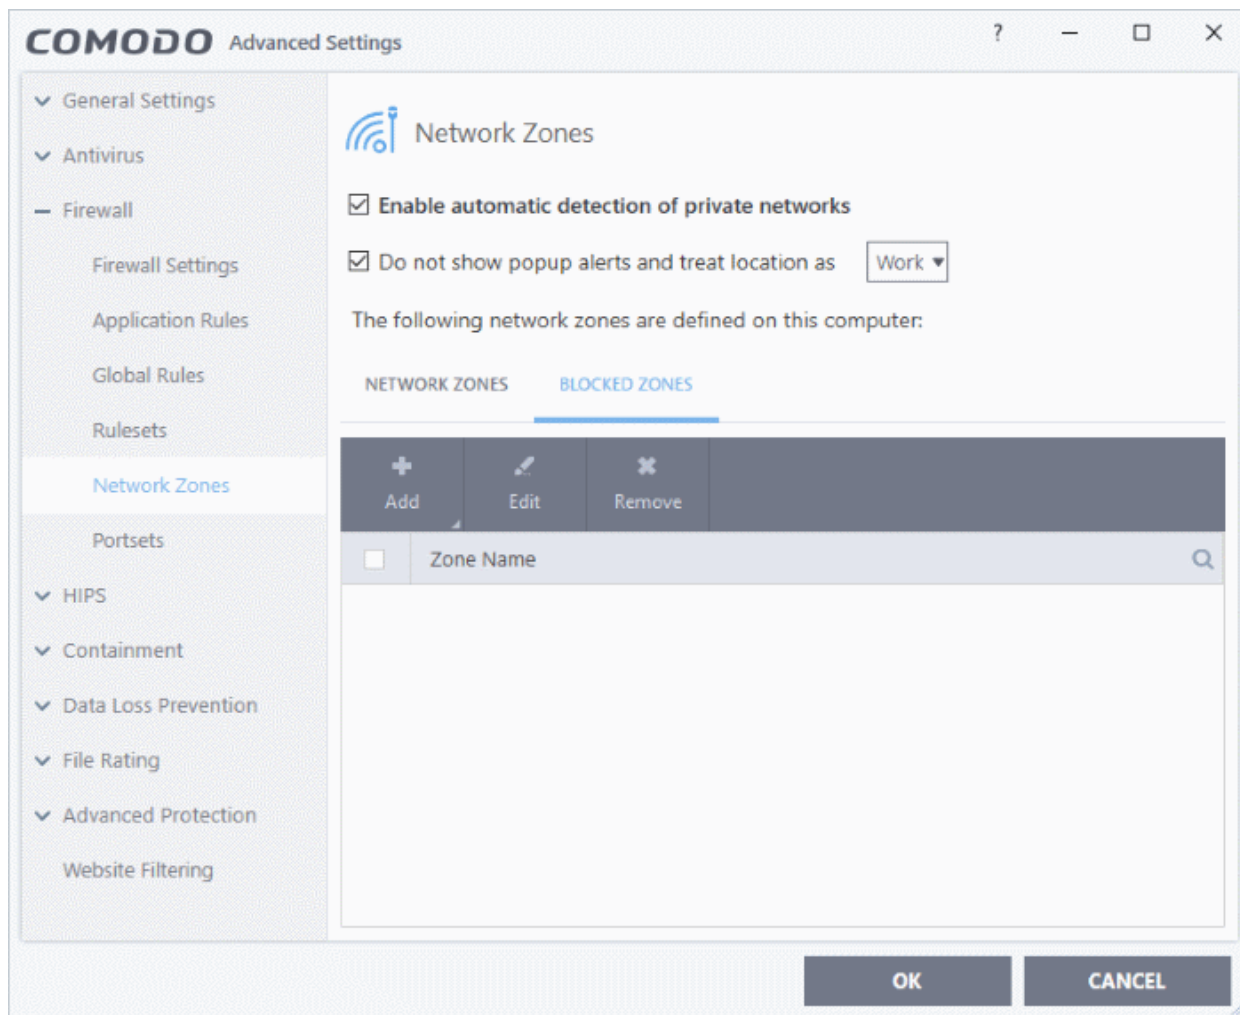 COMODO Advanced Settings ?
General Settings
Antivirus
Firewall
Firewall Settings
Application Rules
Global Rules
Rulesets
Network Zones
Portsets
HIPS
Containment
Data Loss Prevention
File Rating
Advanced Protection
Website Filtering
Network Zones
Enable automatic detection of private networks
Do not show popup alerts and treat location as Work
The following network zones are defined on this computer:
NETWORK ZONES BLOCKED ZONES
Add Edit Remove
Zone Name
OK CANCEL